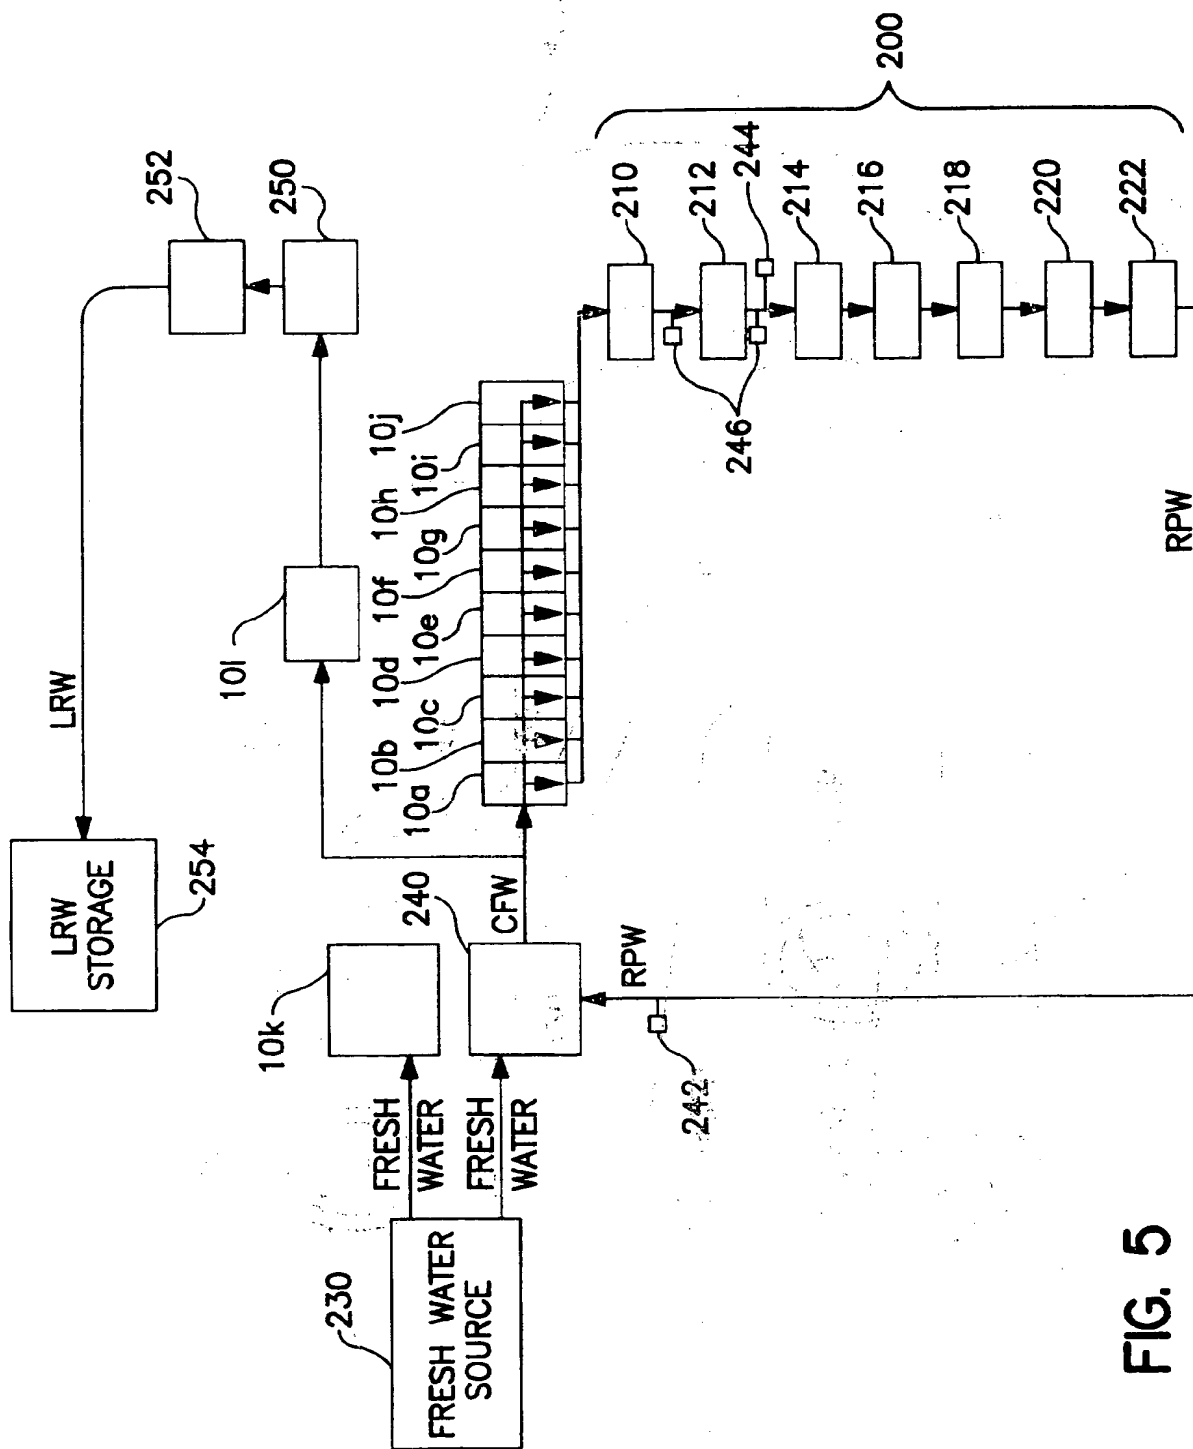 LRW
STORAGE
254
LRW
252
250
10l
10k
240
CFW
10a
10b
10c
10d
10e
10f
10g
10h
10i
10j
230
FRESH WATER
SOURCE
FRESH
WATER
FRESH
WATER
RPW
242
200
210
212
244
246
214
216
218
220
222
RPW
FIG. 5